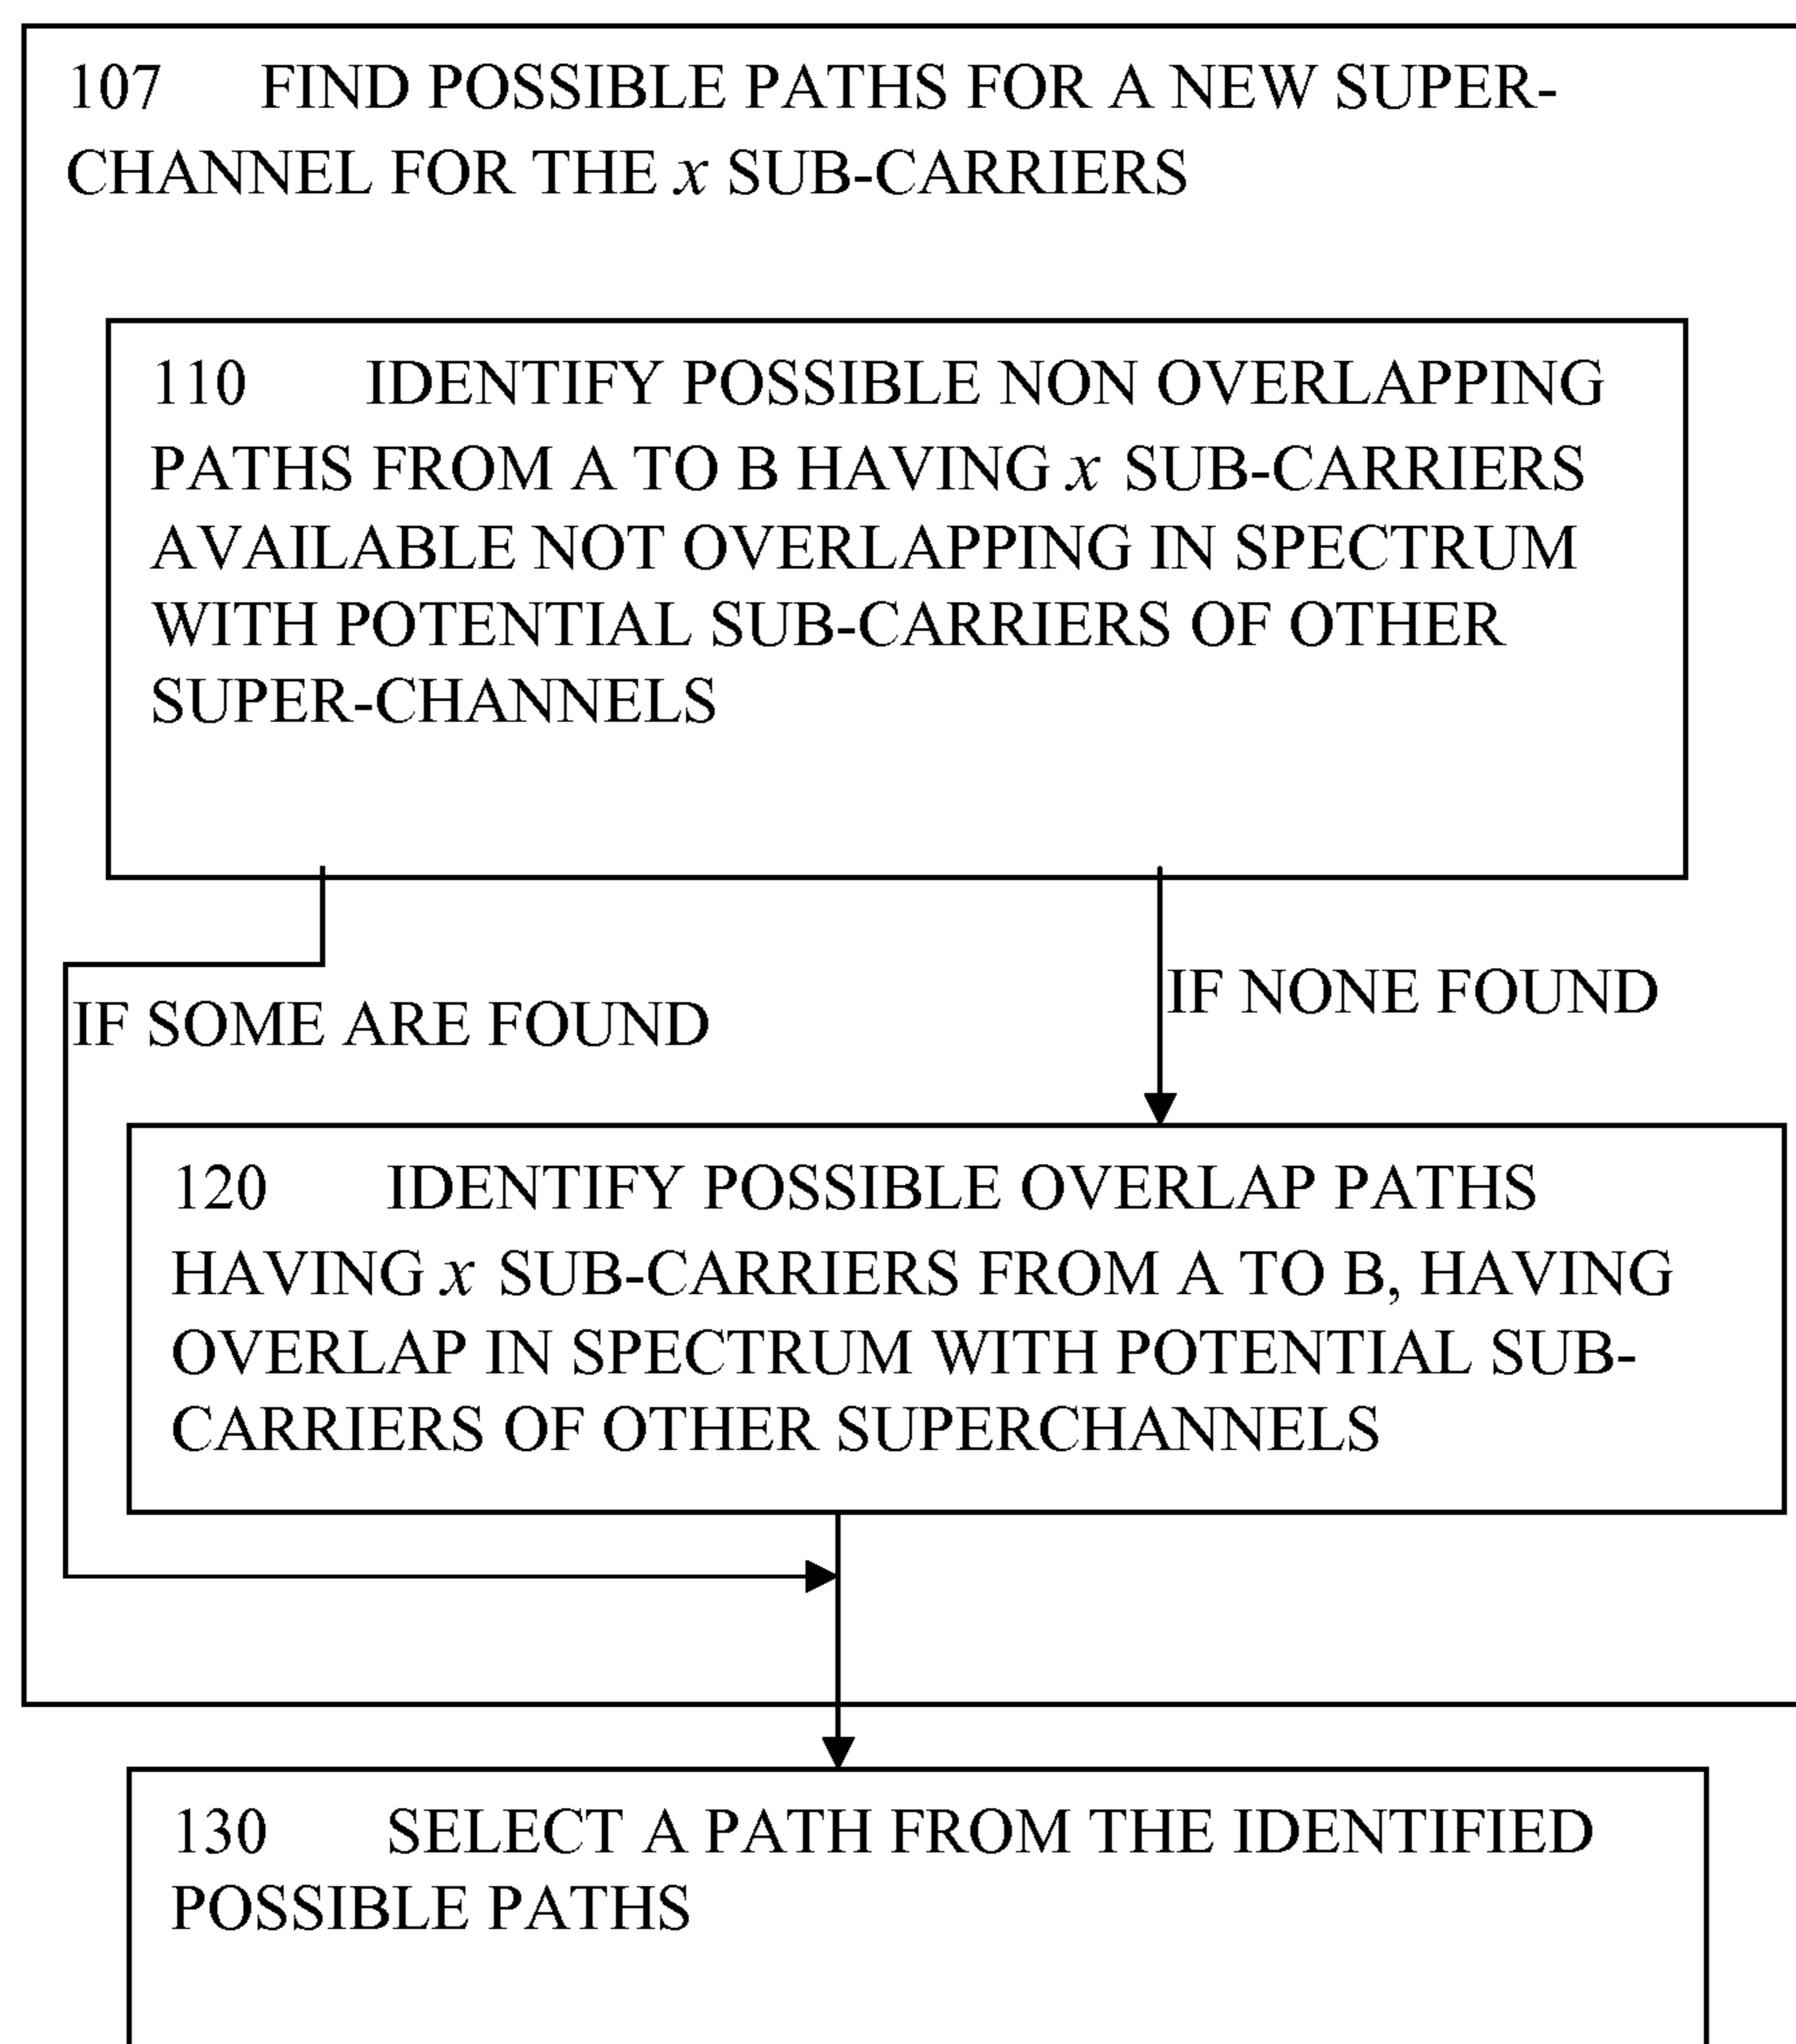 107 FIND POSSIBLE PATHS FOR A NEW SUPER-
CHANNEL FOR THE x SUB-CARRIERS
110 IDENTIFY POSSIBLE NON OVERLAPPING
PATHS FROM A TO B HAVING x SUB-CARRIERS
AVAILABLE NOT OVERLAPPING IN SPECTRUM
WITH POTENTIAL SUB-CARRIERS OF OTHER
SUPER-CHANNELS
IF NONE FOUND
IF SOME ARE FOUND
120 IDENTIFY POSSIBLE OVERLAP PATHS
HAVING x SUB-CARRIERS FROM A TO B, HAVING
OVERLAP IN SPECTRUM WITH POTENTIAL SUB-
CARRIERS OF OTHER SUPERCHANNELS
130 SELECT A PATH FROM THE IDENTIFIED
POSSIBLE PATHS